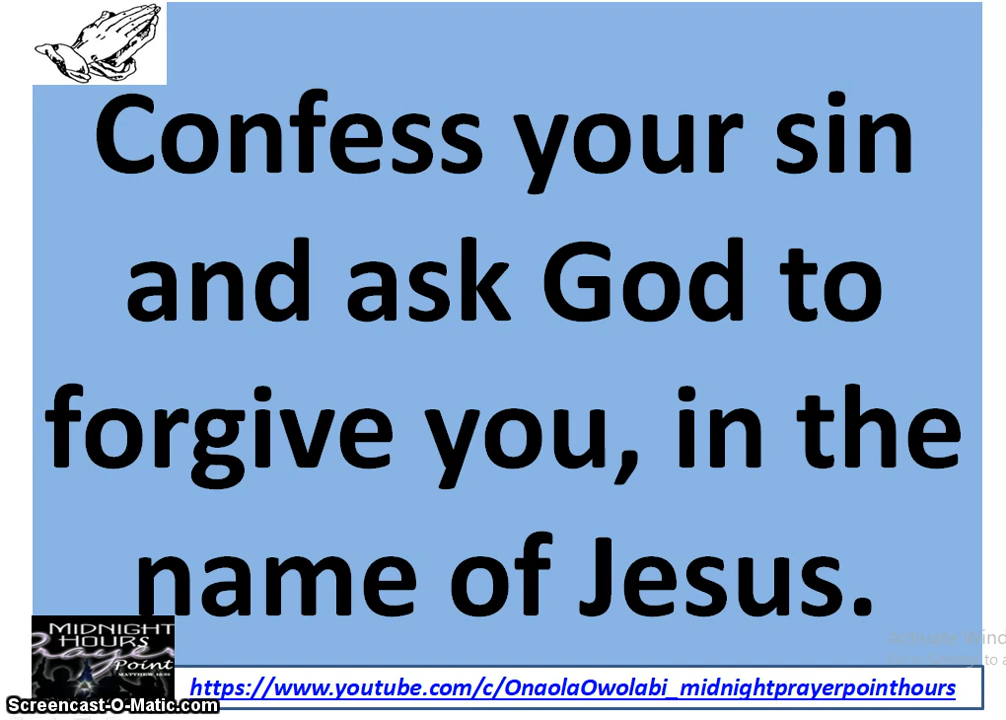 Confess your sin
and ask God to
forgive you, in the
name of Jesus.
MIDNIGHT
HOURS
Prayer
Point
https://www.youtube.com/c/OnaolaOwolabi_midnightprayerpointhours
Screencast-O-Matic.com